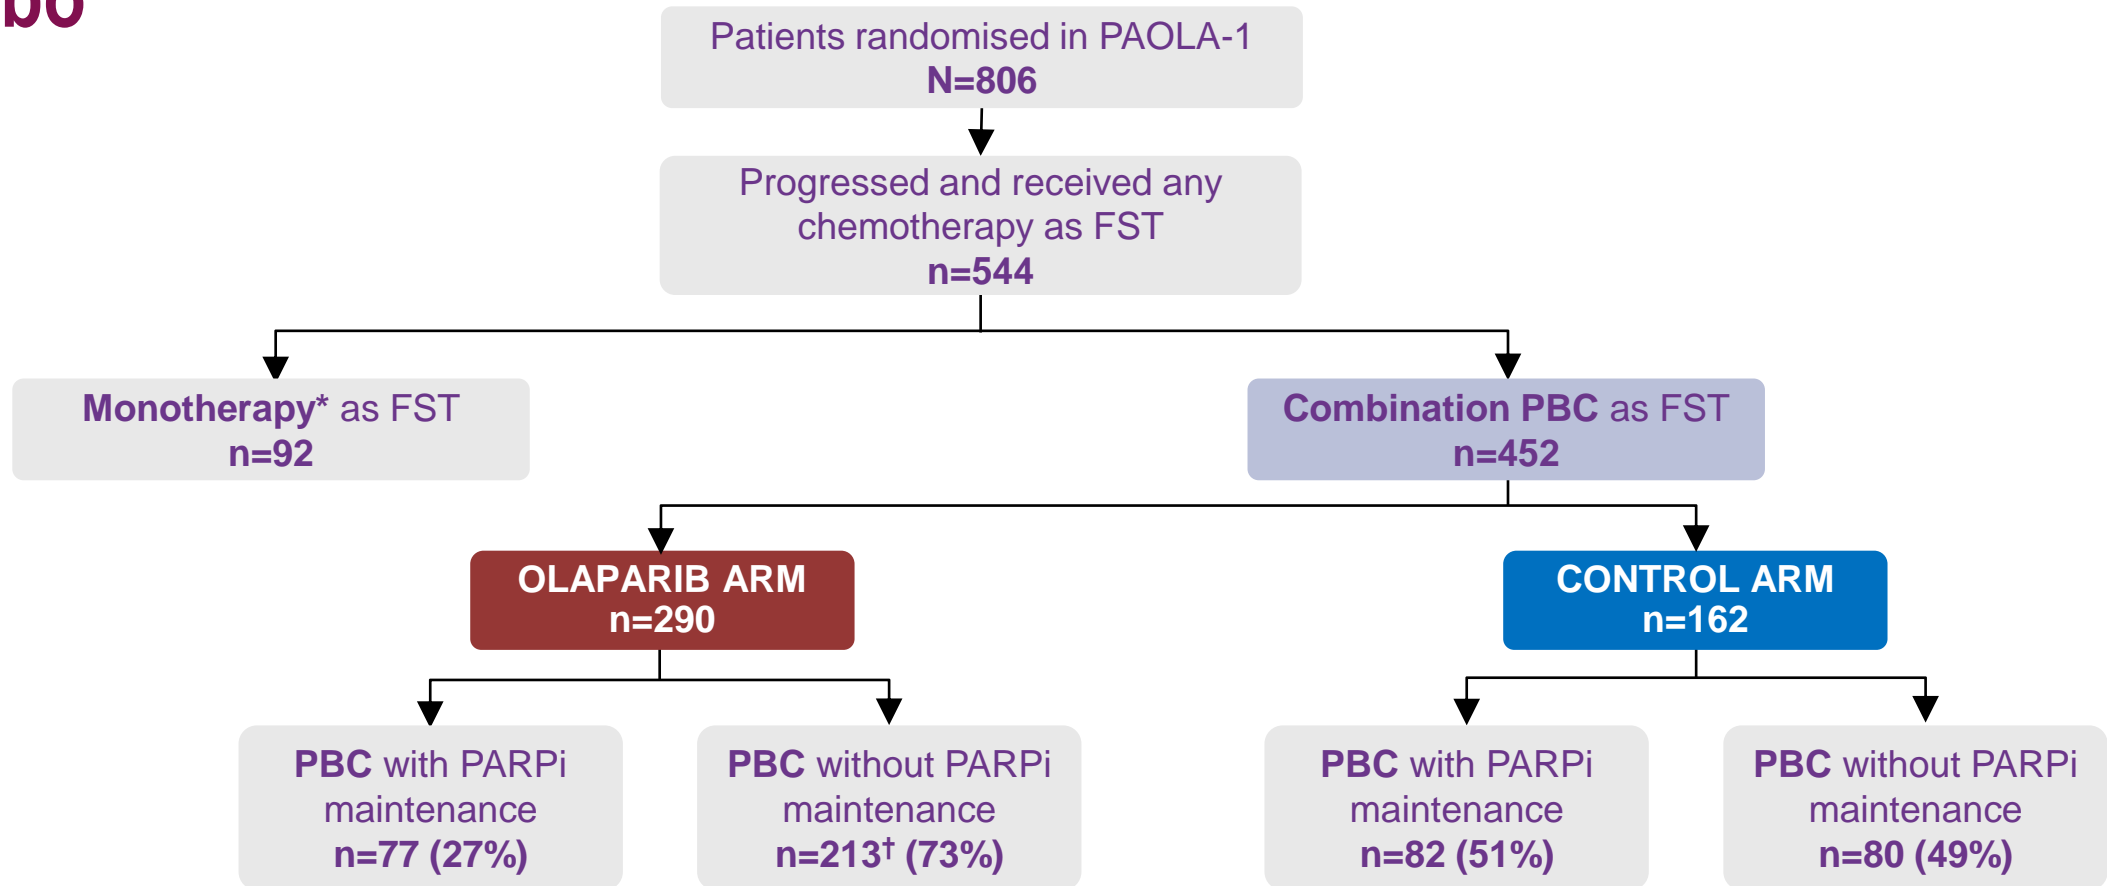 bo
Patients randomised in PAOLA-1
N=806
Progressed and received any
chemotherapy as FST
n=544
Monotherapy* as FST
n=92
Combination PBC as FST
n=452
OLAPARIB ARM
n=290
CONTROL ARM
n=162
PBC with PARPi
maintenance
n=77 (27%)
PBC without PARPi
maintenance
n=213† (73%)
PBC with PARPi
maintenance
n=82 (51%)
PBC without PARPi
maintenance
n=80 (49%)